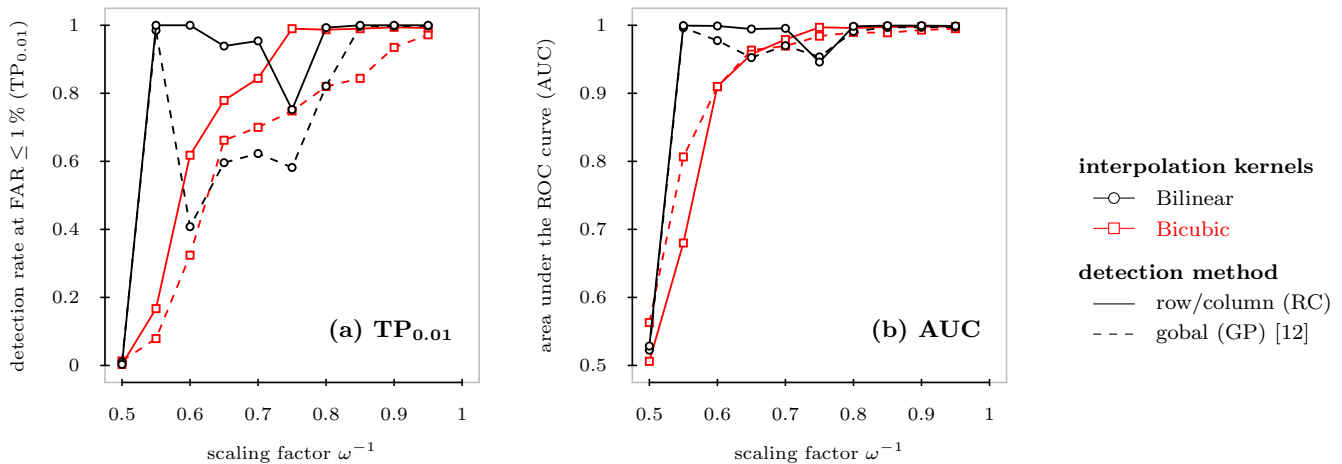 detection rate at FAR ≤ 1 % (TP0.01)
1
0.8
0.6
0.4
0.2
0
0.5 0.6 0.7 0.8 0.9 1
scaling factor ω−1
(a) TP0.01
area under the ROC curve (AUC)
1
0.9
0.8
0.7
0.6
0.5
0.5 0.6 0.7 0.8 0.9 1
scaling factor ω−1
(b) AUC
interpolation kernels
Bilinear
Bicubic
detection method
row/column (RC)
gobal (GP) [12]